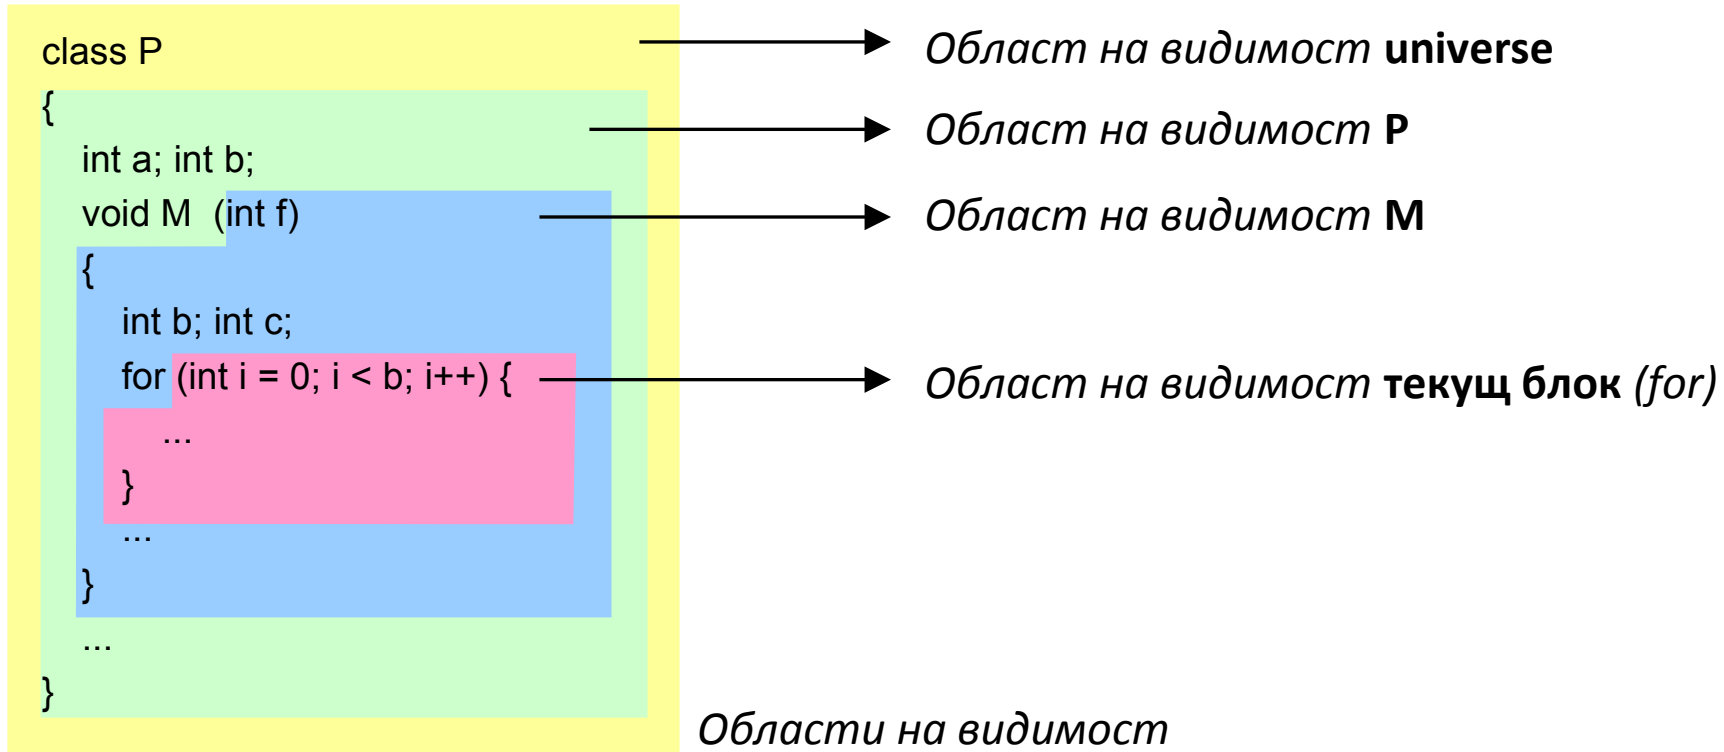 class P
Област на видимост universe
{
Област на видимост P
int a; int b;
void M  (int f)
Област на видимост M
{
int b; int c;
for (int i = 0; i < b; i++) {
Област на видимост текущ блок (for)
...
}
...
}
...
}
Области на видимост